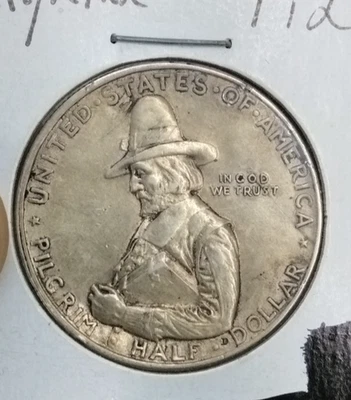 UNITED STATES OF AMERICA
IN GOD
WE TRUST
PILGRIM HALF DOLLAR